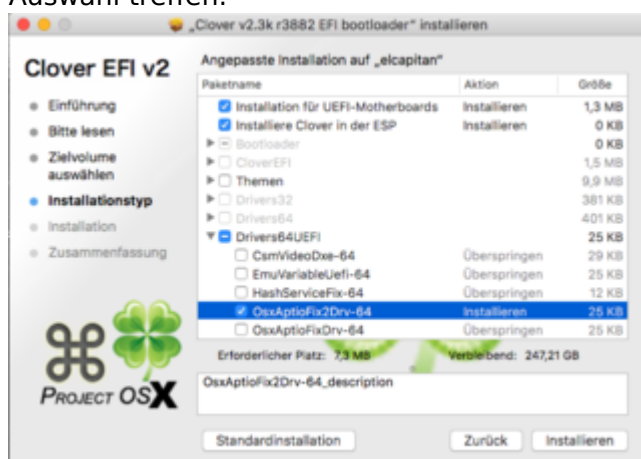 Auswahl treffen:
„Clover v2.3k r3882 EFI bootloader“ installieren
Clover EFI v2
Angepasste Installation auf „elcapitan“
Paketname Aktion Größe
Einführung
Bitte lesen
Zielvolume
auswählen
Installationstyp
Installation
Zusammenfassung
Installation für UEFI-Motherboards Installieren 1,3 MB
Installiere Clover in der ESP Installieren 0 KB
Bootloader 0 KB
CloverEFI 1,5 MB
Themen 9,9 MB
Drivers32 381 KB
Drivers64 401 KB
Drivers64UEFI 25 KB
CsmVideoDxe-64 Überspringen 29 KB
EmuVariableUefi-64 Überspringen 25 KB
HashServiceFix-64 Überspringen 12 KB
OsxAptioFix2Drv-64 Installieren 25 KB
OsxAptioFixDrv-64 Überspringen 25 KB
Erforderlicher Platz: 7,3 MB Verbleibend: 247,21 GB
OsxAptioFix2Drv-64_description
PROJECT OSX
Standardinstallation Zurück Installieren